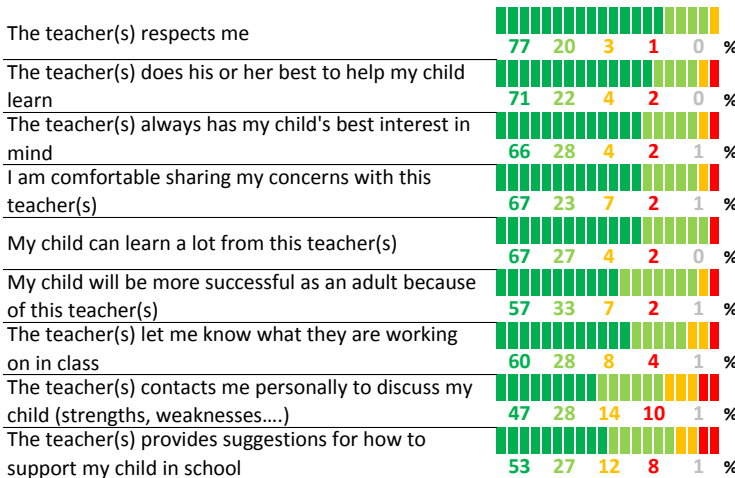 The teacher(s) respects me
77 20 3 1 0 %
The teacher(s) does his or her best to help my child
learn
71 22 4 2 0 %
The teacher(s) always has my child's best interest in
mind
66 28 4 2 1 %
I am comfortable sharing my concerns with this
teacher(s)
67 23 7 2 1 %
My child can learn a lot from this teacher(s)
67 27 4 2 0 %
My child will be more successful as an adult because
of this teacher(s)
57 33 7 2 1 %
The teacher(s) let me know what they are working
on in class
60 28 8 4 1 %
The teacher(s) contacts me personally to discuss my
child (strengths, weaknesses….)
47 28 14 10 1 %
The teacher(s) provides suggestions for how to
support my child in school
53 27 12 8 1 %